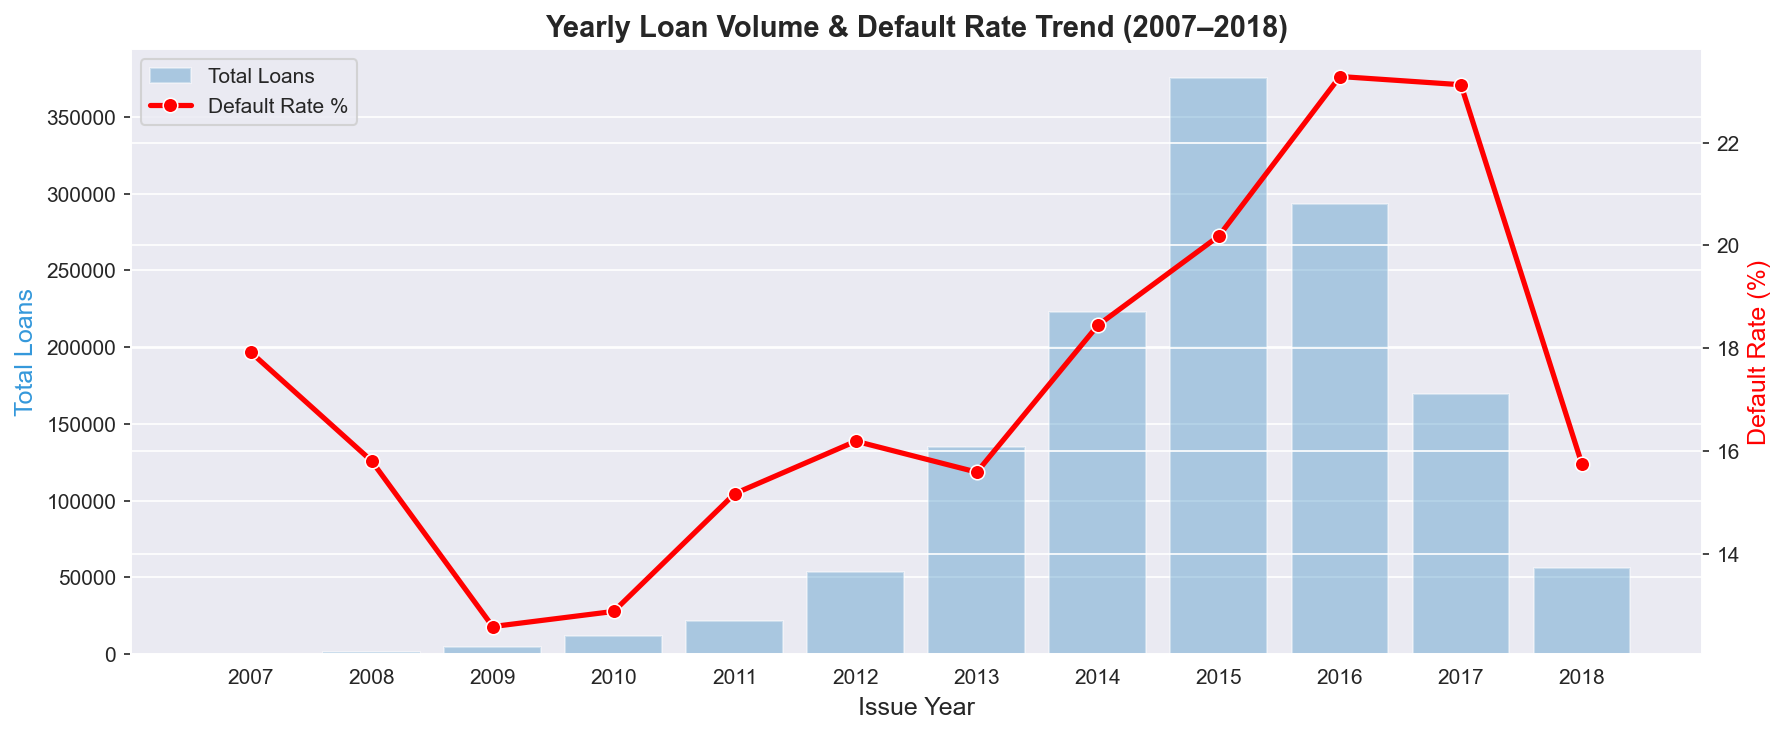 Yearly Loan Volume & Default Rate Trend (2007–2018)
Total Loans
Default Rate %
350000
300000
250000
200000
150000
100000
50000
0
Total Loans
22
20
18
16
14
Default Rate (%)
2007 2008 2009 2010 2011 2012 2013 2014 2015 2016 2017 2018
Issue Year